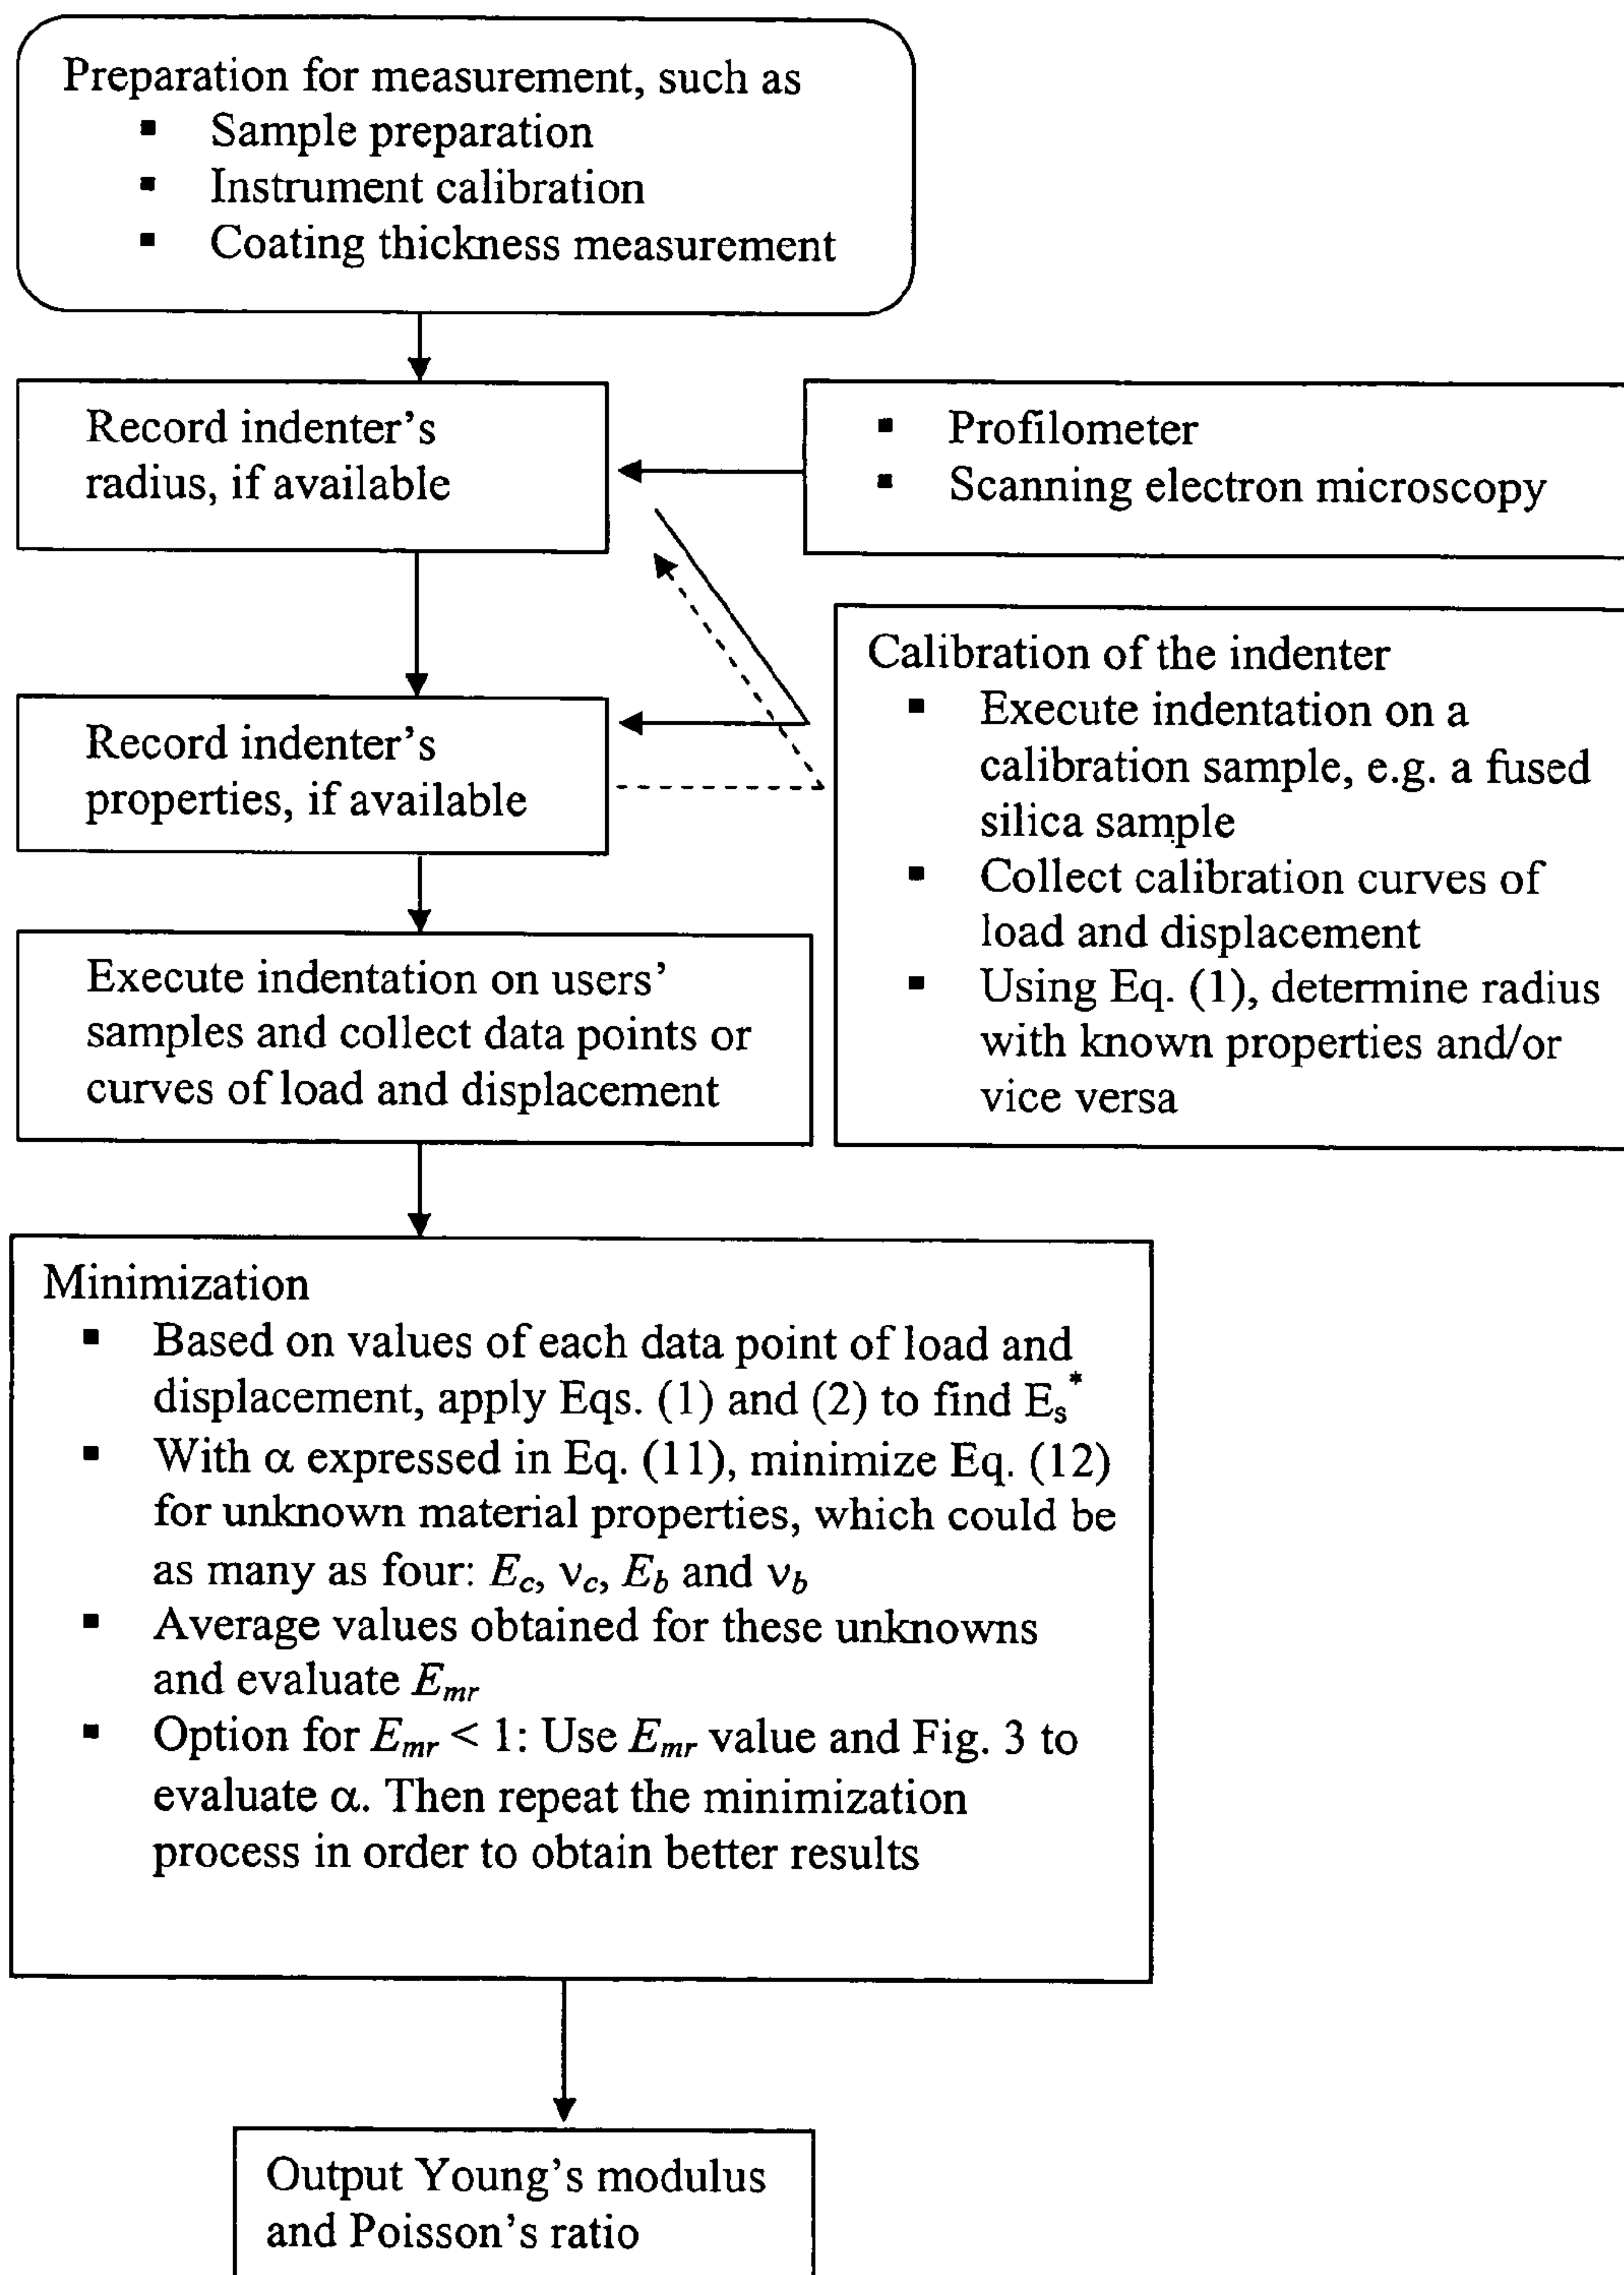 Preparation for measurement, such as
▪ Sample preparation
▪ Instrument calibration
▪ Coating thickness measurement
Record indenter's
radius, if available
▪ Profilometer
▪ Scanning electron microscopy
Record indenter's
properties, if available
Calibration of the indenter
▪ Execute indentation on a
calibration sample, e.g. a fused
silica sample
▪ Collect calibration curves of
load and displacement
▪ Using Eq. (1), determine radius
with known properties and/or
vice versa
Execute indentation on users'
samples and collect data points or
curves of load and displacement
Minimization
▪ Based on values of each data point of load and
displacement, apply Eqs. (1) and (2) to find Es*
▪ With α expressed in Eq. (11), minimize Eq. (12)
for unknown material properties, which could be
as many as four: Ec, νc, Eb and νb
▪ Average values obtained for these unknowns
and evaluate Emr
▪ Option for Emr < 1: Use Emr value and Fig. 3 to
evaluate α. Then repeat the minimization
process in order to obtain better results
Output Young's modulus
and Poisson's ratio